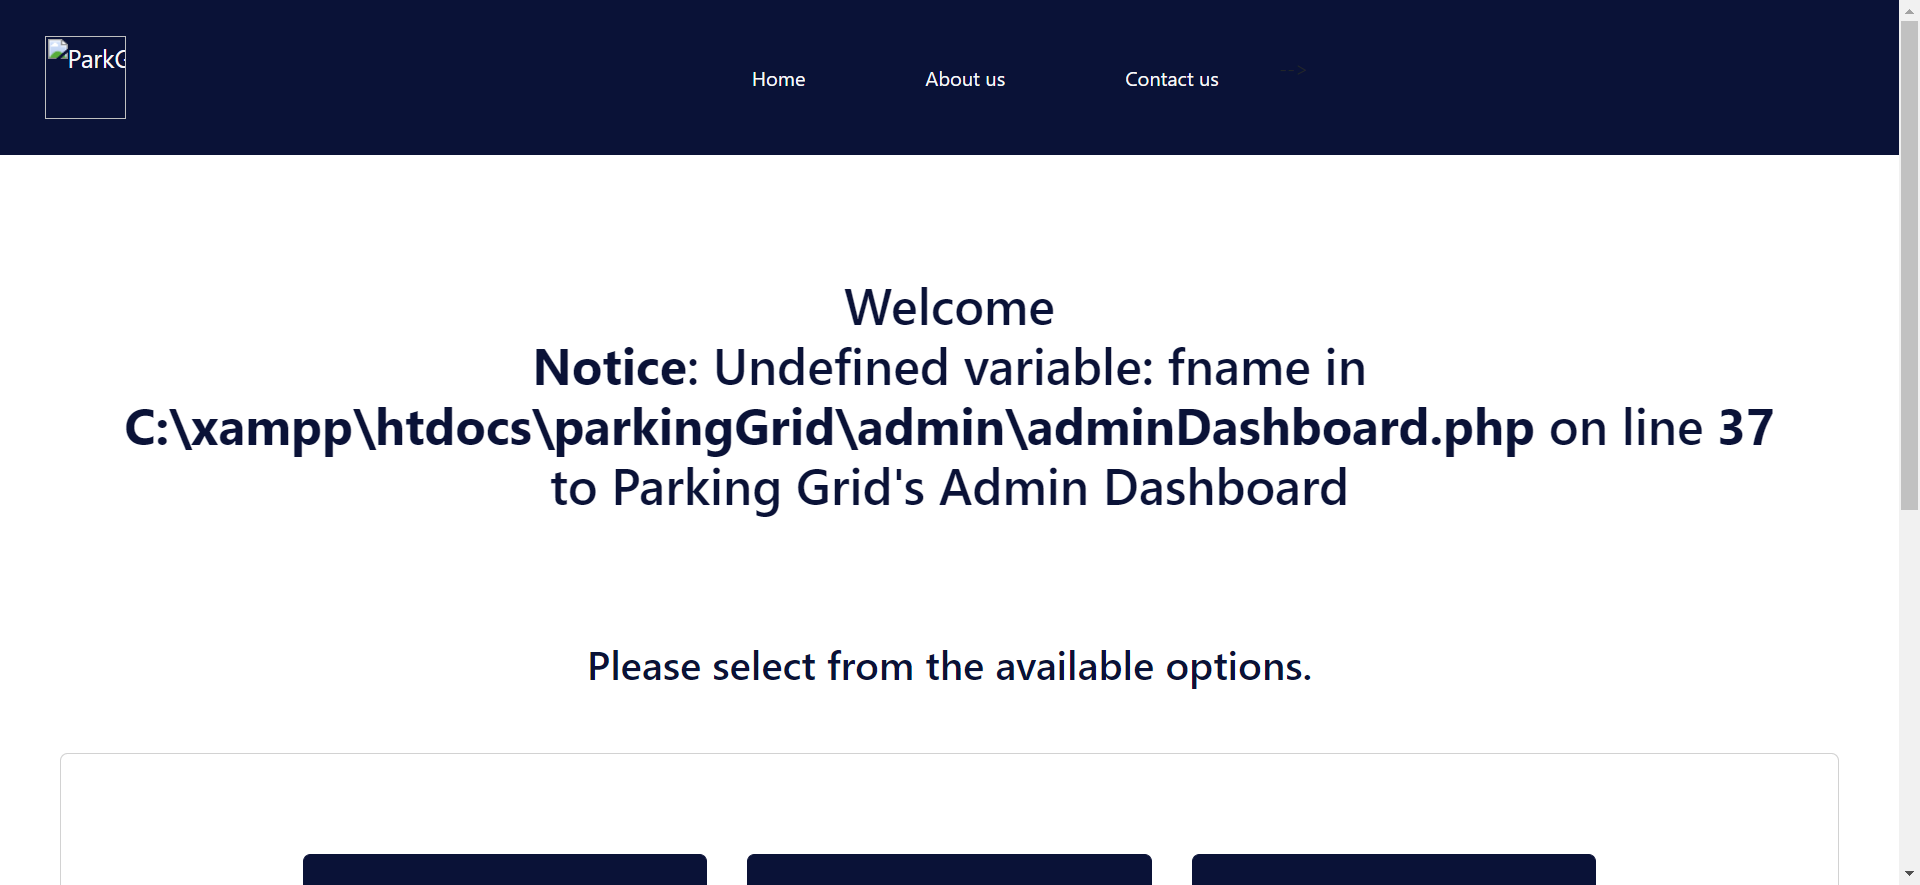 ParkG
Home
About us
Contact us
-->
Welcome
Notice: Undefined variable: fname in
C:\xampp\htdocs\parkingGrid\admin\adminDashboard.php on line 37
to Parking Grid's Admin Dashboard
Please select from the available options.